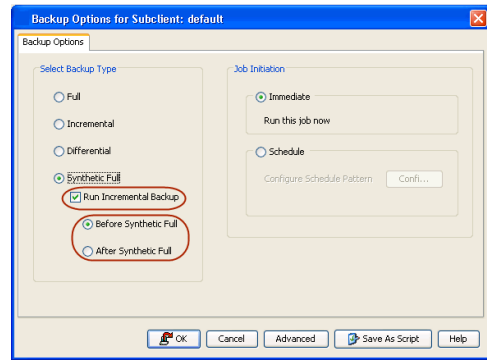 Backup Options for Subclient: default
Backup Options
Select Backup Type
Full
Incremental
Differential
Synthetic Full
Run Incremental Backup
Before Synthetic Full
After Synthetic Full
Job Initiation
Immediate
Run this job now
Schedule
Configure Schedule Pattern
Confi...
OK
Cancel
Advanced
Save As Script
Help